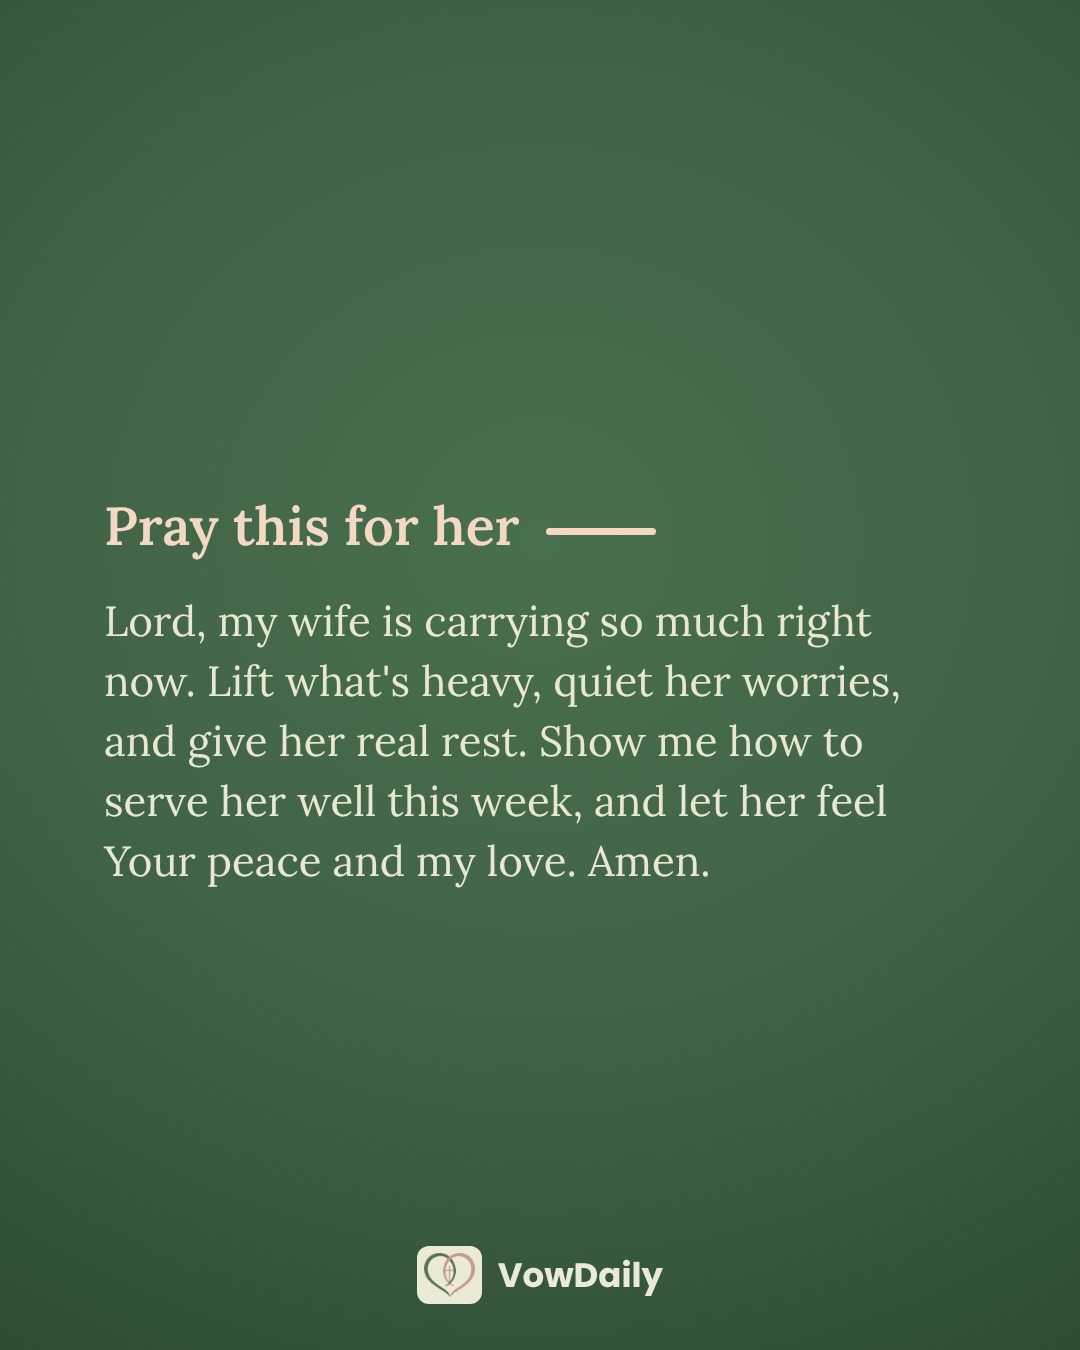 Pray this for her
Lord, my wife is carrying so much right
now. Lift what's heavy, quiet her worries,
and give her real rest. Show me how to
serve her well this week, and let her feel
Your peace and my love. Amen.
VowDaily